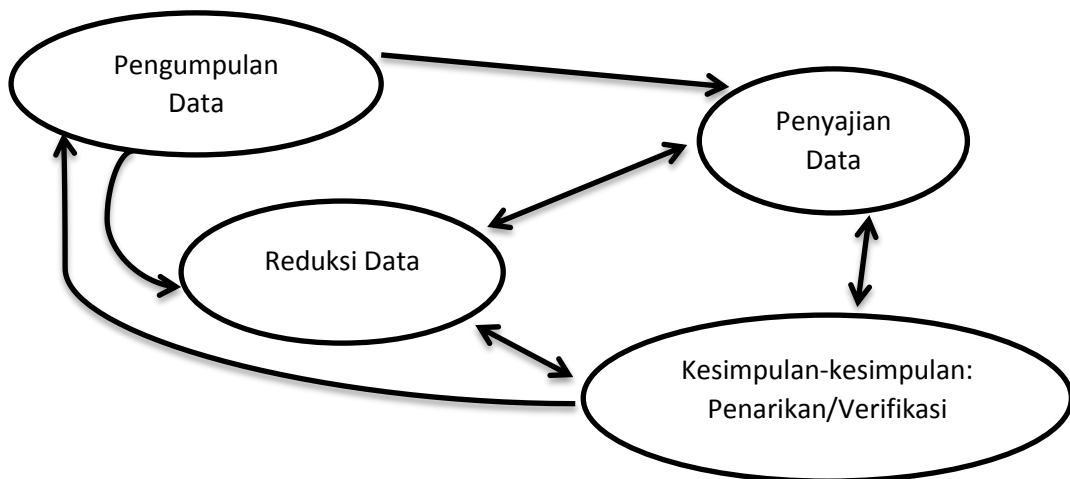 Pengumpulan
Data
Penyajian
Data
Reduksi Data
Kesimpulan-kesimpulan:
Penarikan/Verifikasi